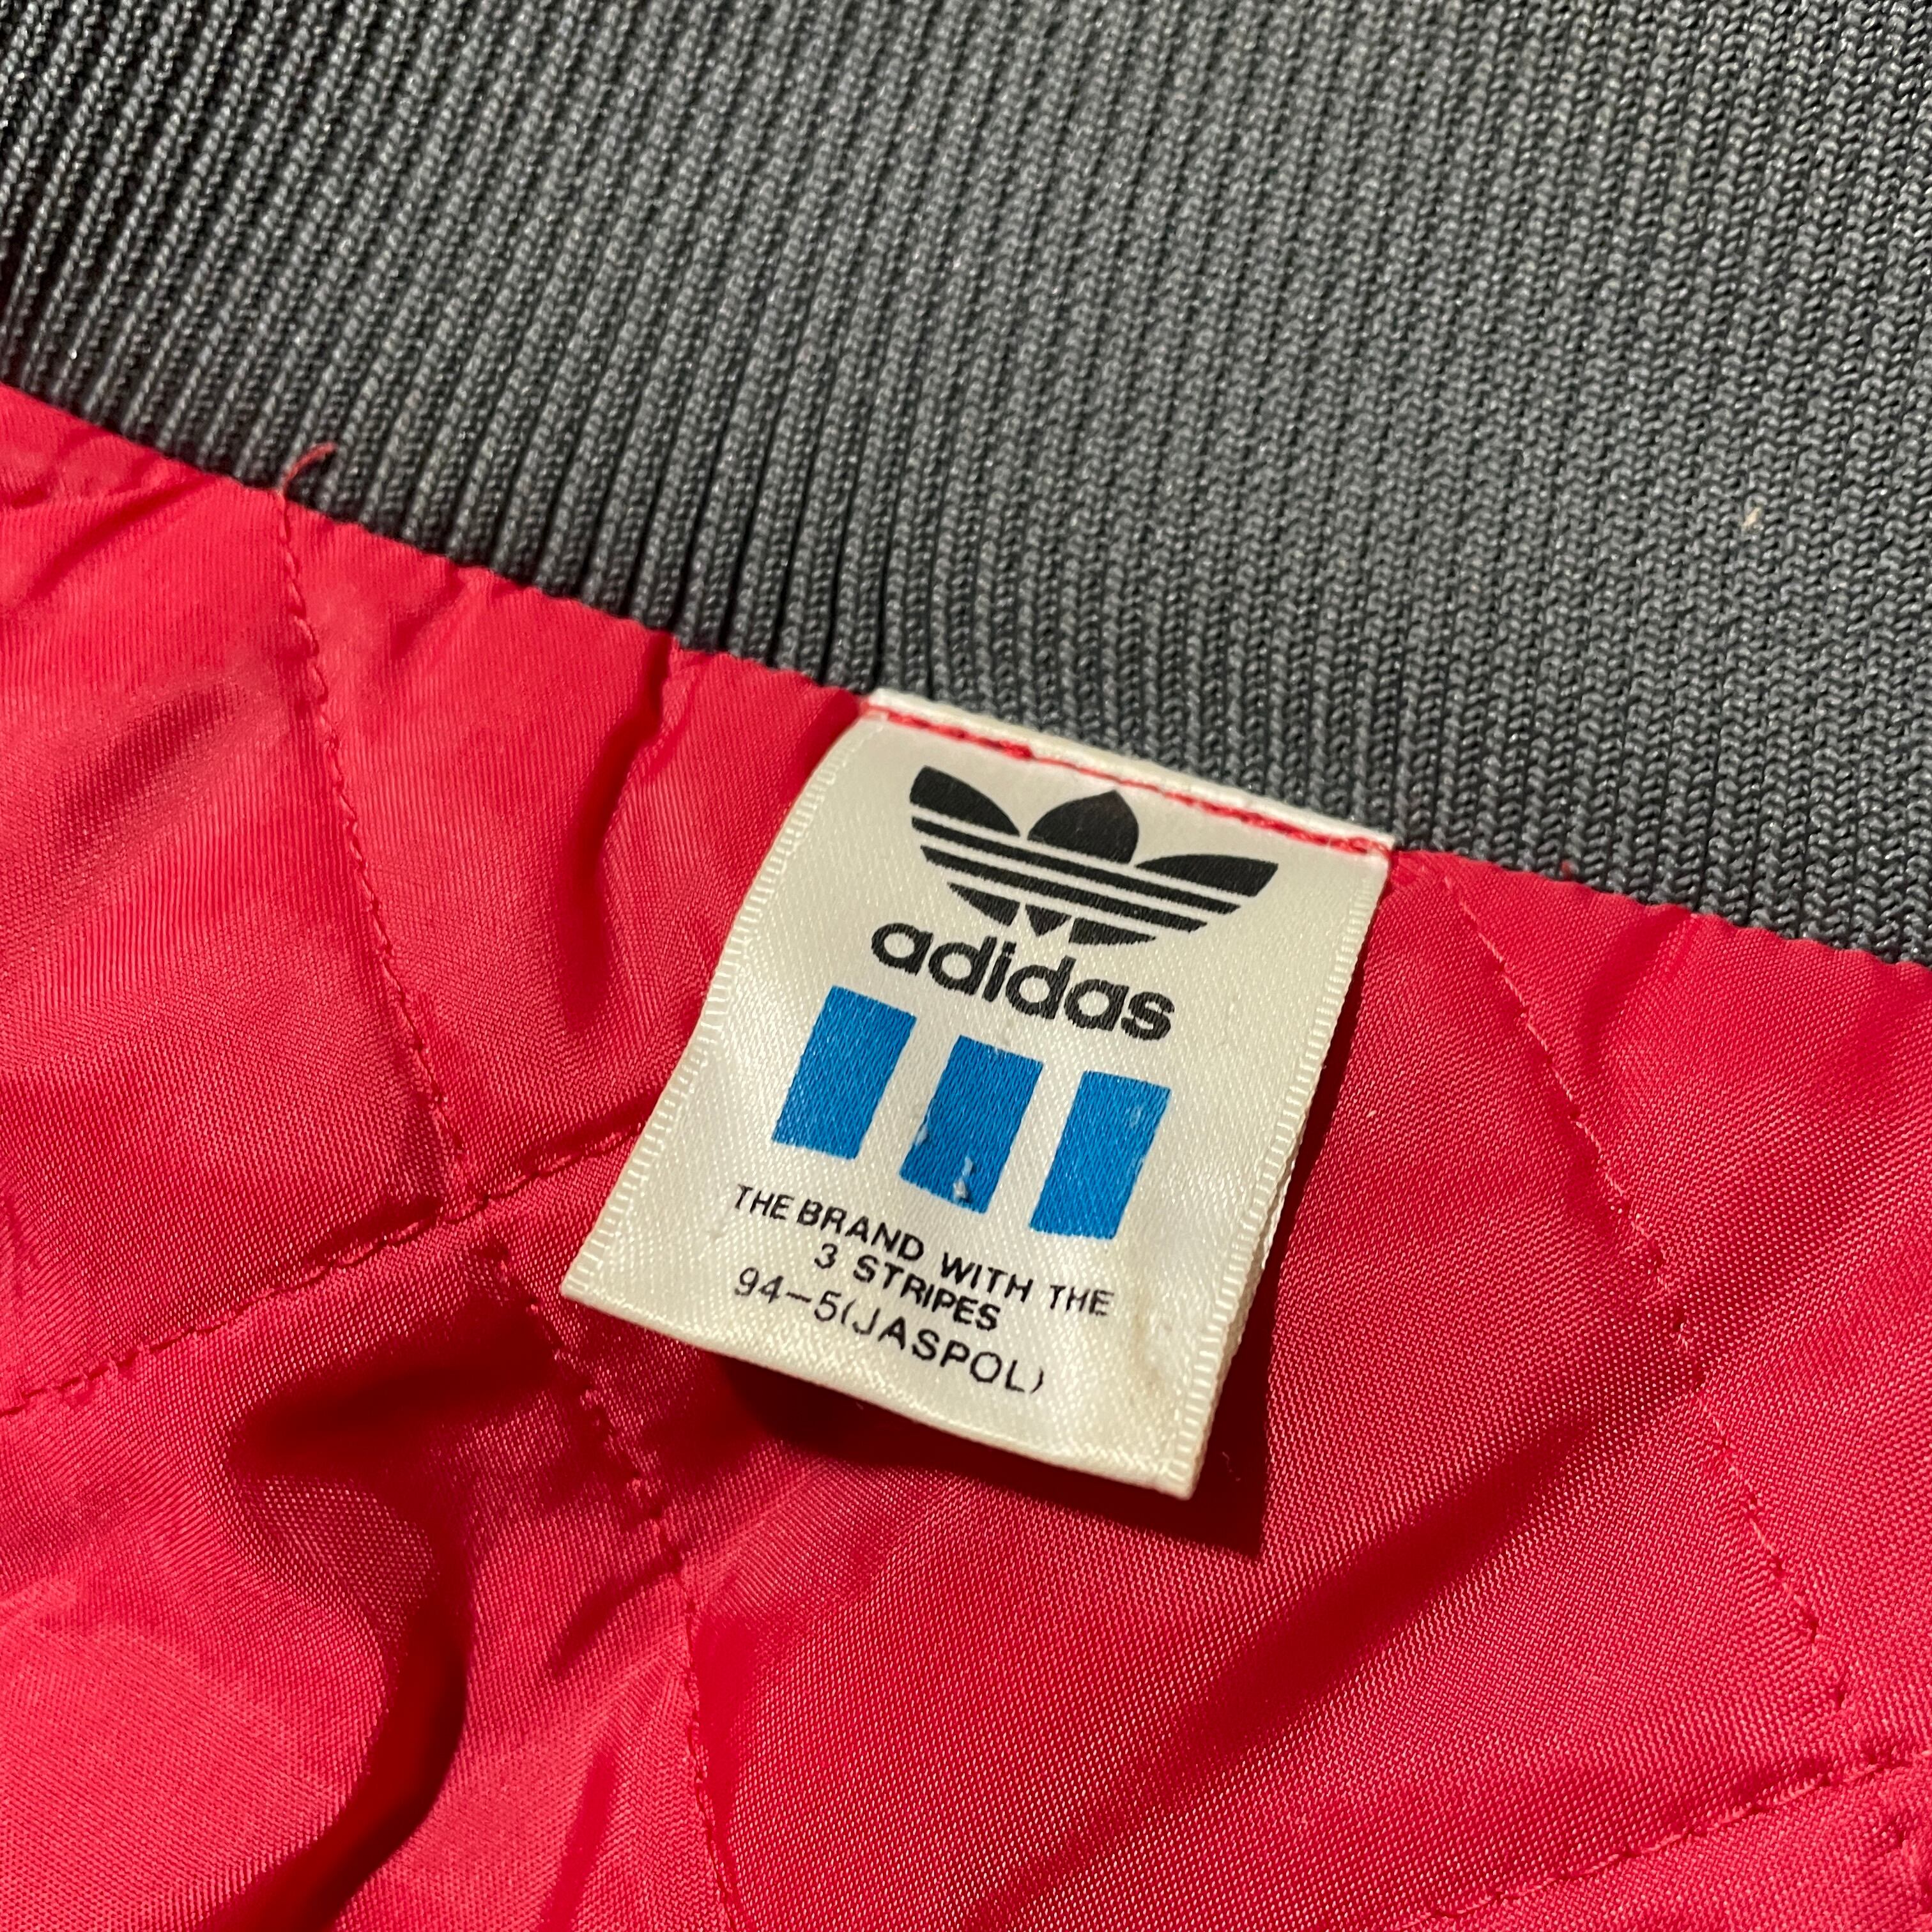 adidas
THE BRAND WITH THE
3 STRIPES
94-5(JASPOL)